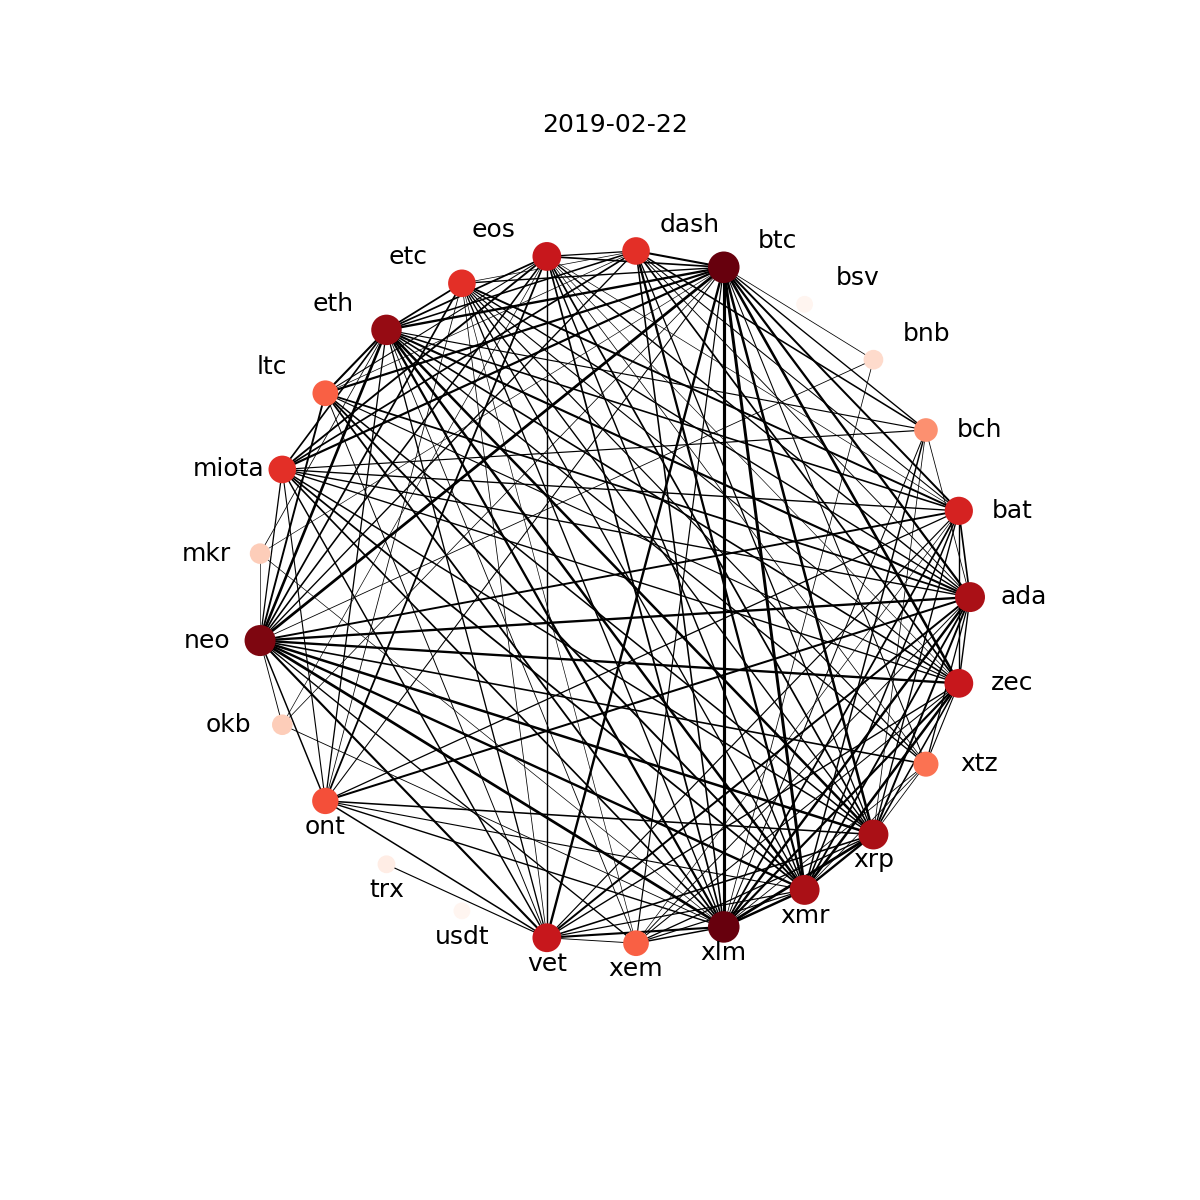 2019-02-22
dash
eos
btc
etc
bsv
eth
bnb
ltc
bch
miota
bat
mkr
ada
neo
zec
okb
xtz
ont
xrp
trx
xmr
usdt
xlm
vet
xem